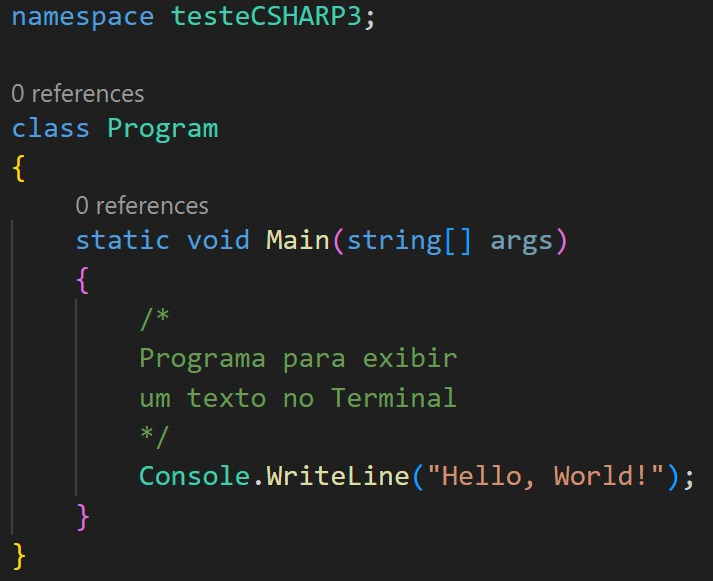 namespace testeCSHARP3;
0 references
class Program
{
0 references
static void Main(string[] args)
{
/*
Programa para exibir
um texto no Terminal
*/
Console.WriteLine("Hello, World!");
}
}